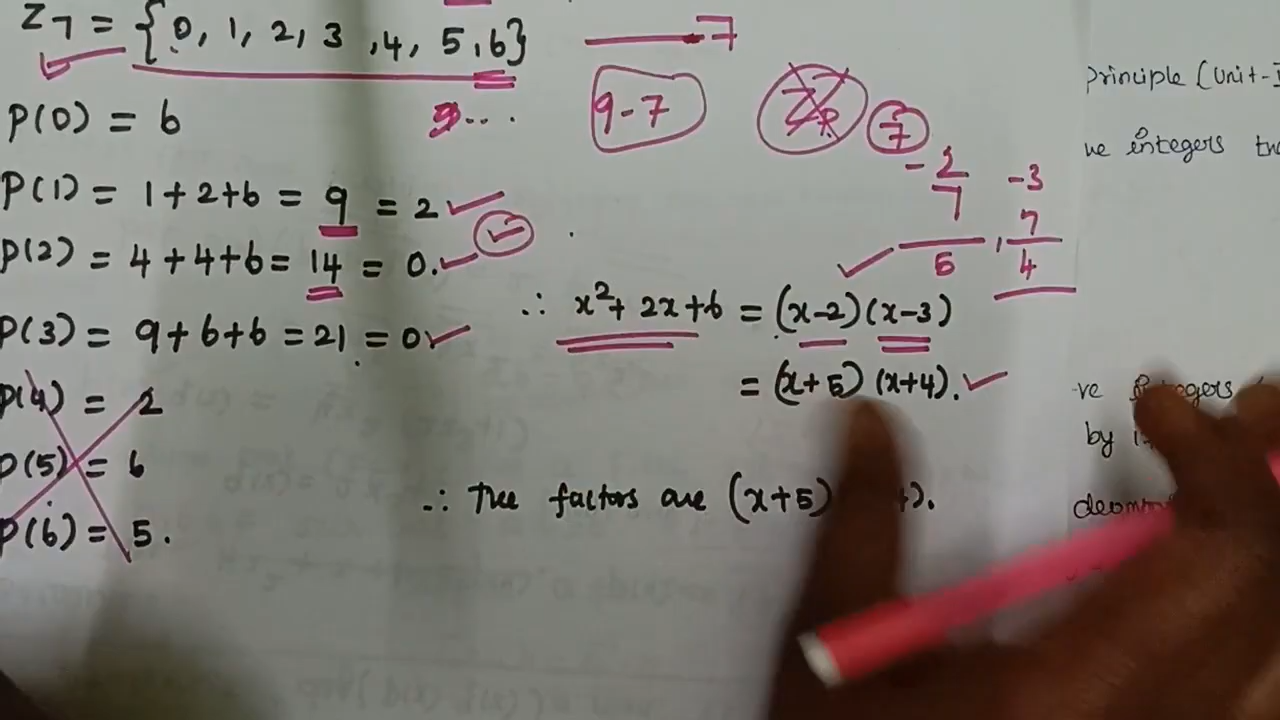 Z7 = {0, 1, 2, 3, 4, 5, 6} 7
9-7
7
P(0) = 6
P(1) = 1+2+6 = 9 = 2
P(2) = 4+4+6 = 14 = 0.
P(3) = 9+6+6 = 21 = 0
P(4) = 2
P(5) = 6
P(6) = 5.
-2
7
5
-3
7
4
∴ x²+2x+6 = (x-2)(x-3)
= (x+5)(x+4).
∴ The factors are (x+5)
principle (Unit-I
ve integers
-ve
by